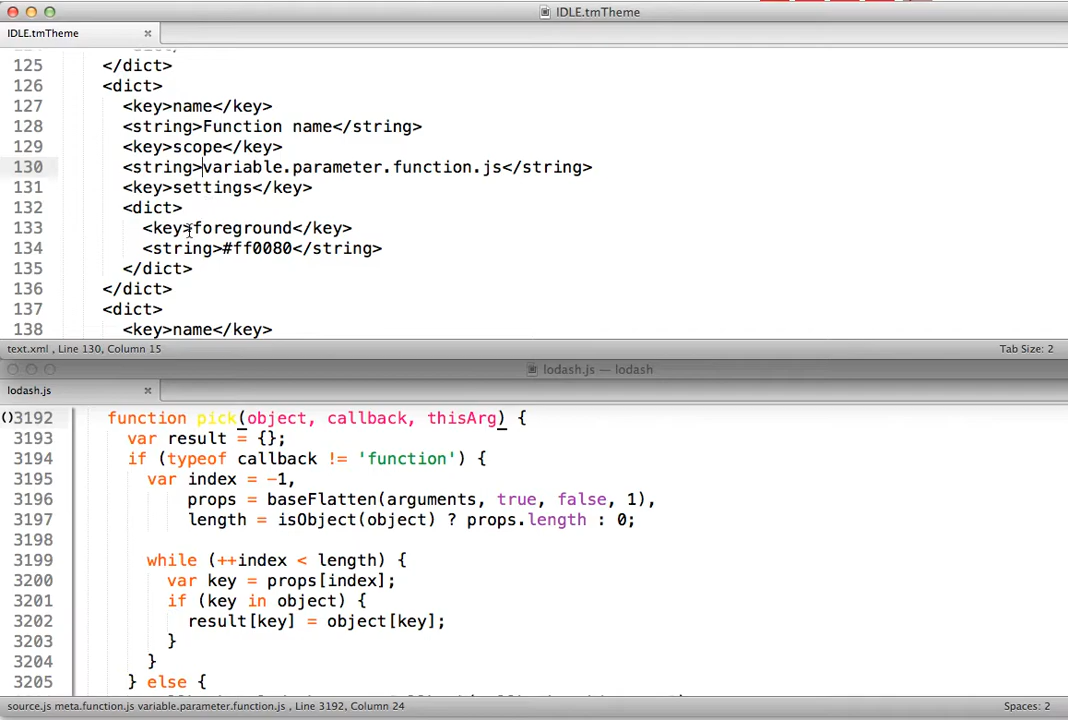 IDLE.tmTheme
IDLE.tmTheme ×
125 </dict>
126 <dict>
127 <key>name</key>
128 <string>Function name</string>
129 <key>scope</key>
130 <string>variable.parameter.function.js</string>
131 <key>settings</key>
132 <dict>
133 <key>foreground</key>
134 <string>#ff0080</string>
135 </dict>
136 </dict>
137 <dict>
138 <key>name</key>
text.xml , Line 130, Column 15 Tab Size: 2
lodash.js — lodash
lodash.js ×
()3192 function pick(object, callback, thisArg) {
3193 var result = {};
3194 if (typeof callback != 'function') {
3195 var index = -1,
3196 props = baseFlatten(arguments, true, false, 1),
3197 length = isObject(object) ? props.length : 0;
3198
3199 while (++index < length) {
3200 var key = props[index];
3201 if (key in object) {
3202 result[key] = object[key];
3203 }
3204 }
3205 } else {
source.js meta.function.js variable.parameter.function.js , Line 3192, Column 24 Spaces: 2